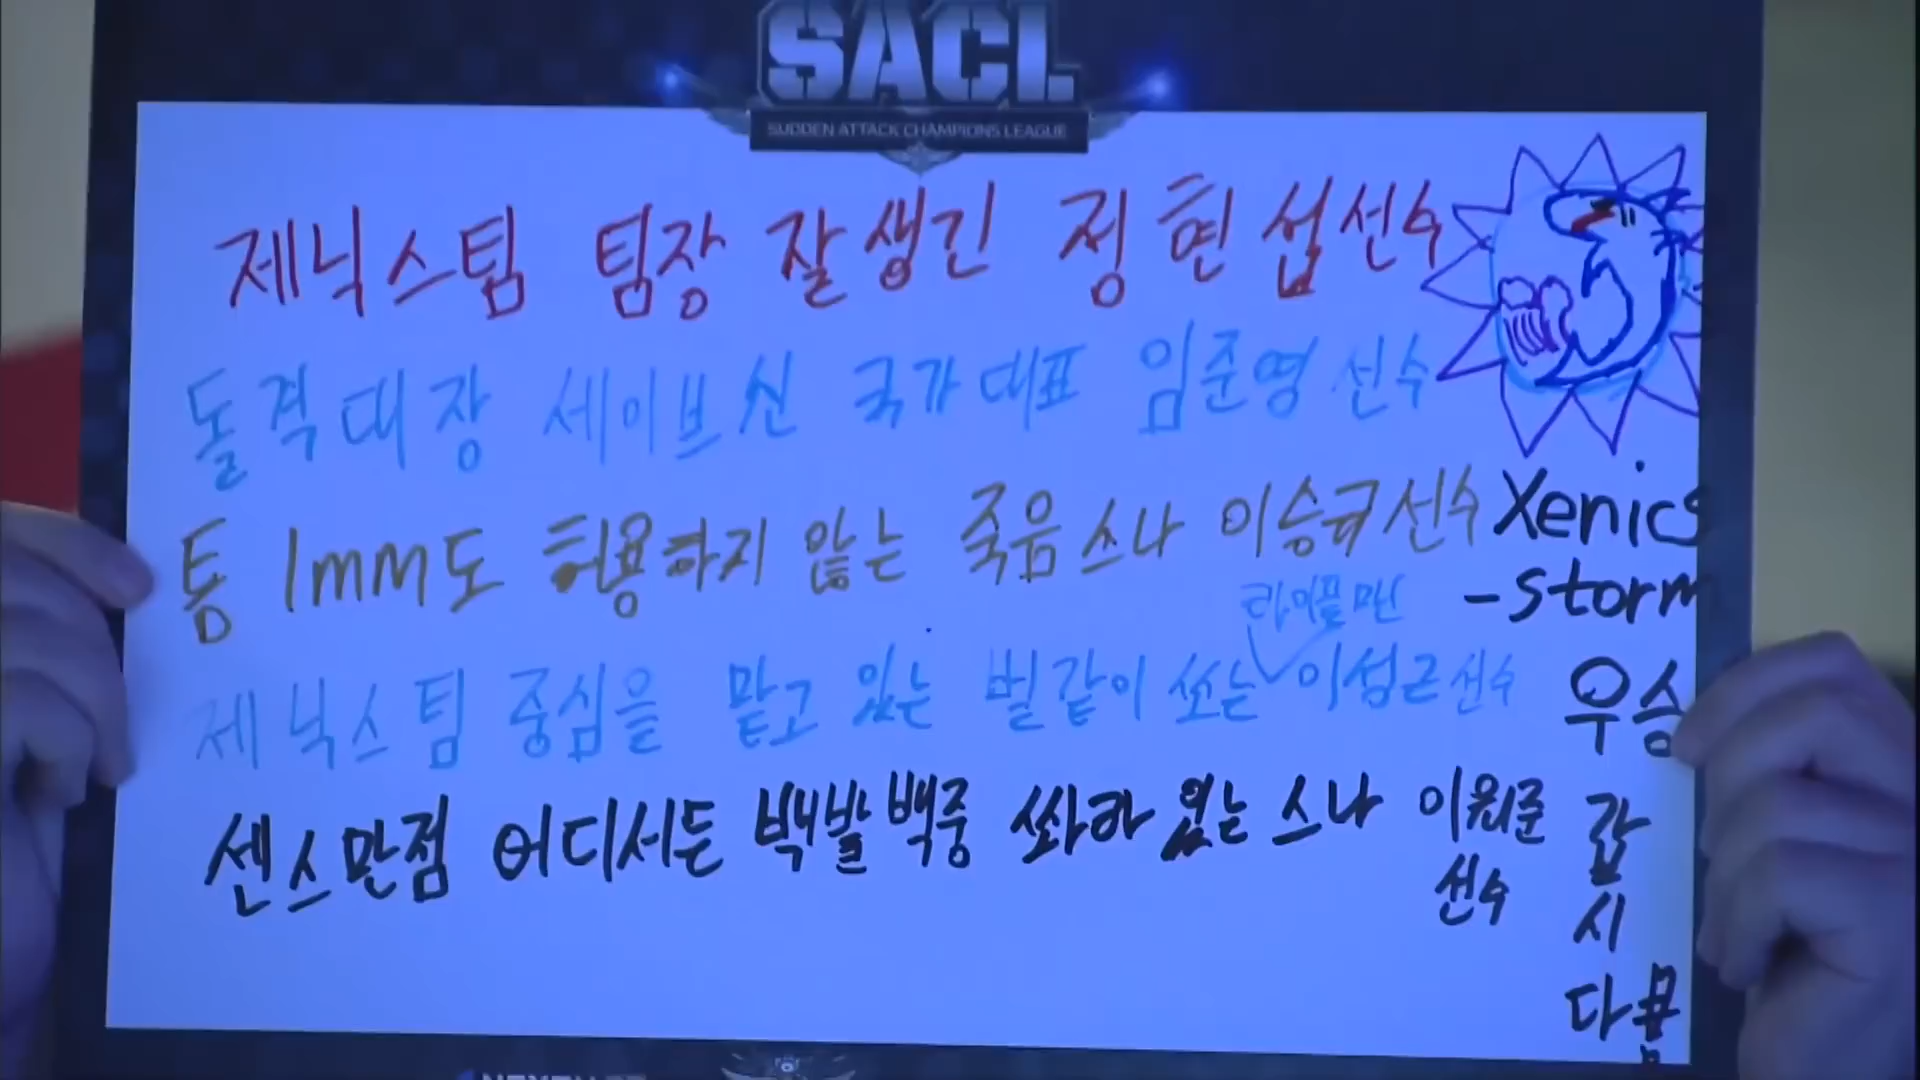 SACL
SUDDEN ATTACK CHAMPIONS LEAGUE
제닉스팀 팀장 잘생긴 정현섭선수
돌격대장 세이브신 국가대표 임준영선수
틈 1mm도 허용하지 않는 죽음스나 이승규선수
라이플맨
제닉스팀 중심을 맡고 있는 벌같이 쏘는 이성근선수
센스만점 어디서든 백발백중 쏴라있는 스나 이원준
선수
Xenics
-storm
우승
갑
시
다